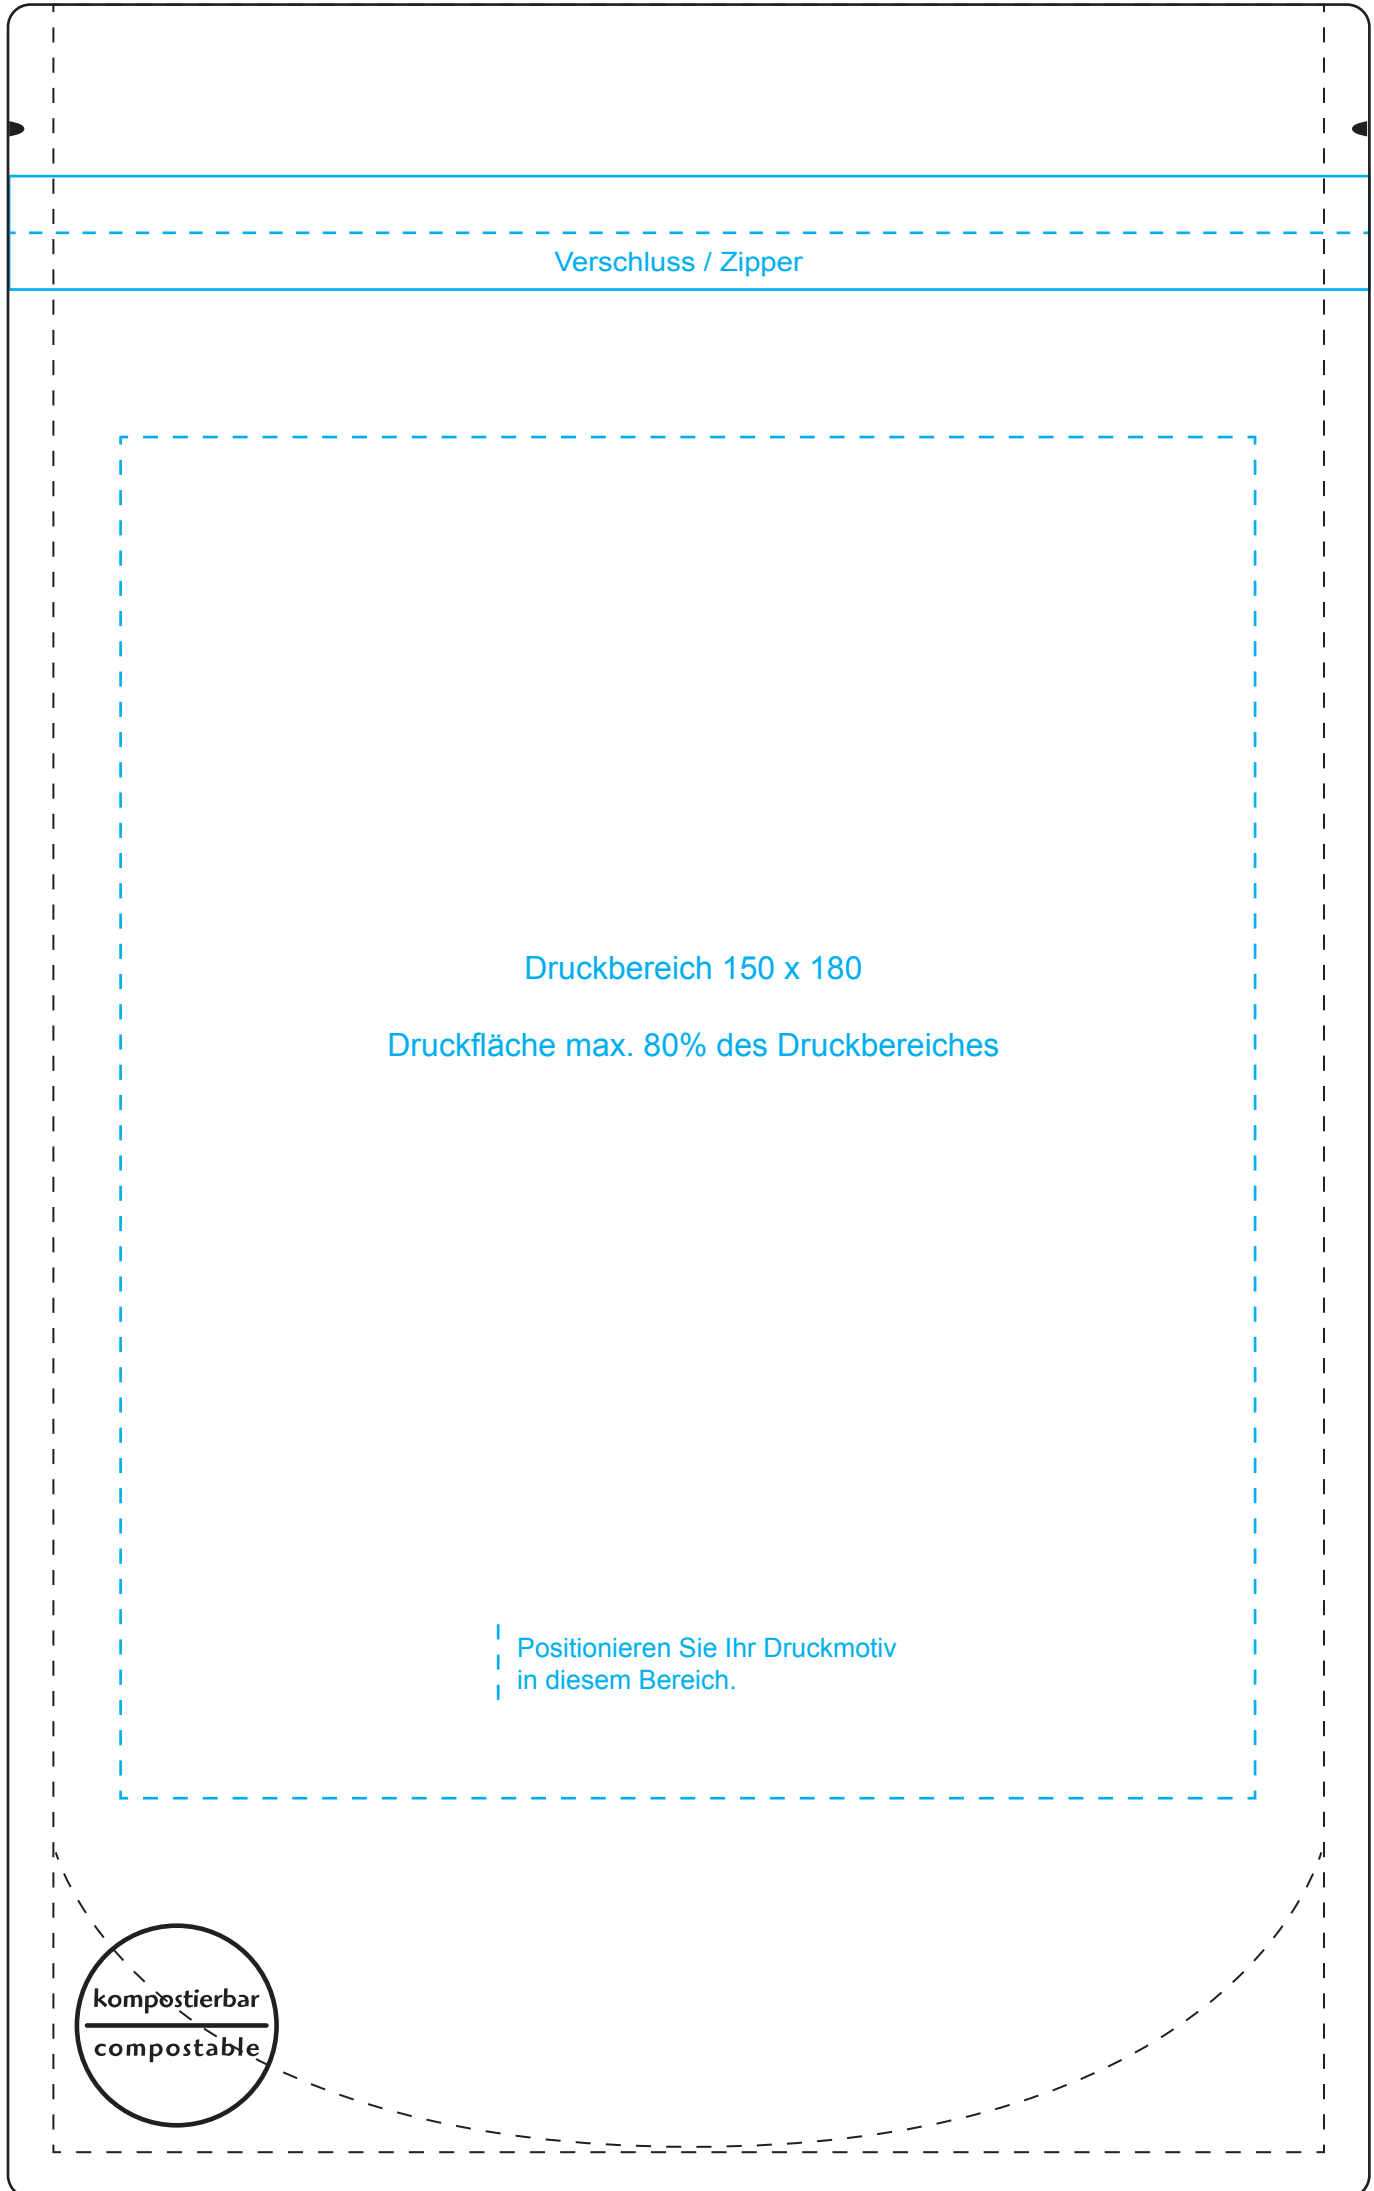 Verschluss / Zipper
Druckbereich 150 x 180
Druckfläche max. 80% des Druckbereiches
Positionieren Sie Ihr Druckmotiv
in diesem Bereich.
kompostierbar
compostable